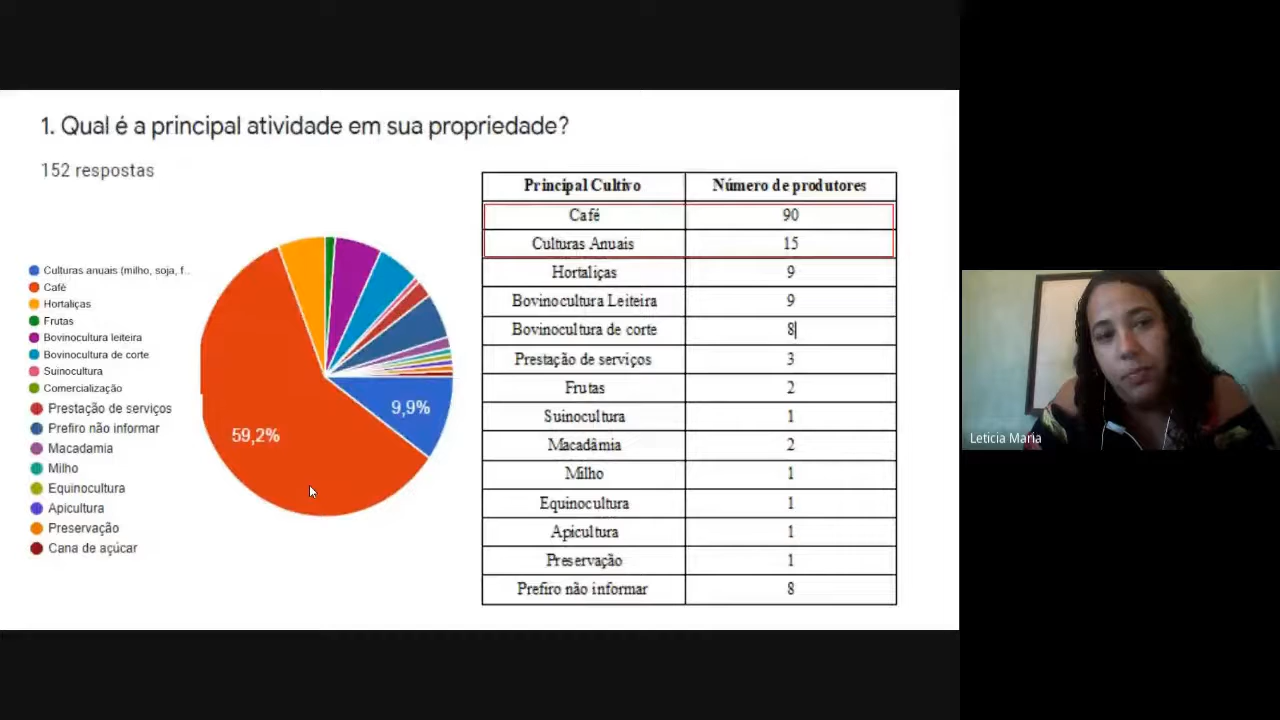 1. Qual é a principal atividade em sua propriedade?
152 respostas
Culturas anuais (milho, soja, f..
Café
Hortaliças
Frutas
Bovinocultura leiteira
Bovinocultura de corte
Suinocultura
Comercialização
Prestação de serviços
Prefiro não informar
Macadamia
Milho
Equinocultura
Apicultura
Preservação
Cana de açúcar
59,2%
9,9%
Principal Cultivo Número de produtores
Café 90
Culturas Anuais 15
Hortaliças 9
Bovinocultura Leiteira 9
Bovinocultura de corte 8
Prestação de serviços 3
Frutas 2
Suinocultura 1
Macadâmia 2
Milho 1
Equinocultura 1
Apicultura 1
Preservação 1
Prefiro não informar 8
Leticia Maria